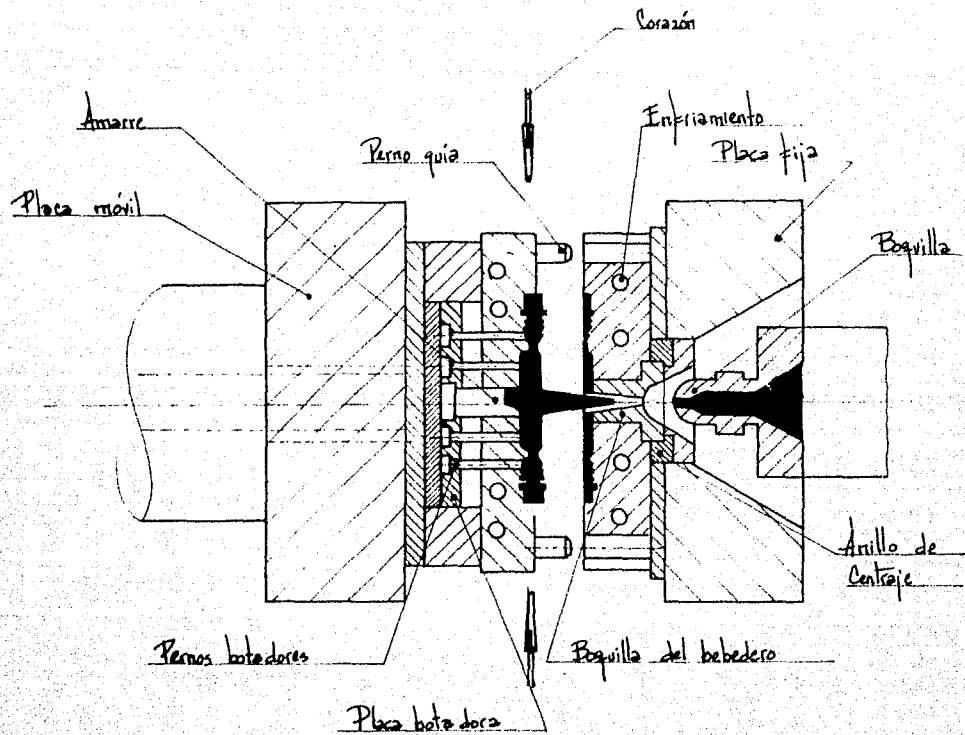 Corazón
Amarre
Enfriamiento
Perno guía
Placa fija
Placa móvil
Boquilla
Anillo de
Centraje
Pernos botadores
Boquilla del bebedero
Placa botadora